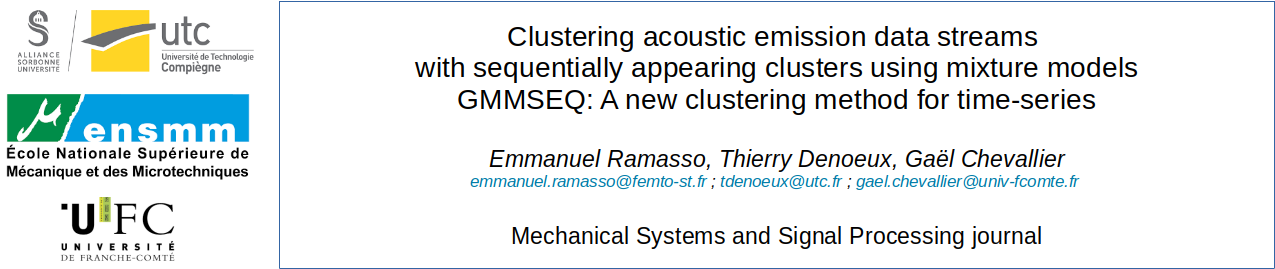 S
ALLIANCE
SORBONNE
UNIVERSITÉ
utc
Université de Technologie
Compiègne
µ/ensmm
École Nationale Supérieure de
Mécanique et des Microtechniques
UFC
UNIVERSITÉ
DE FRANCHE-COMTÉ
Clustering acoustic emission data streams
with sequentially appearing clusters using mixture models
GMMSEQ: A new clustering method for time-series
Emmanuel Ramasso, Thierry Denoeux, Gaël Chevallier
emmanuel.ramasso@femto-st.fr ; tdenoeux@utc.fr ; gael.chevallier@univ-fcomte.fr
Mechanical Systems and Signal Processing journal